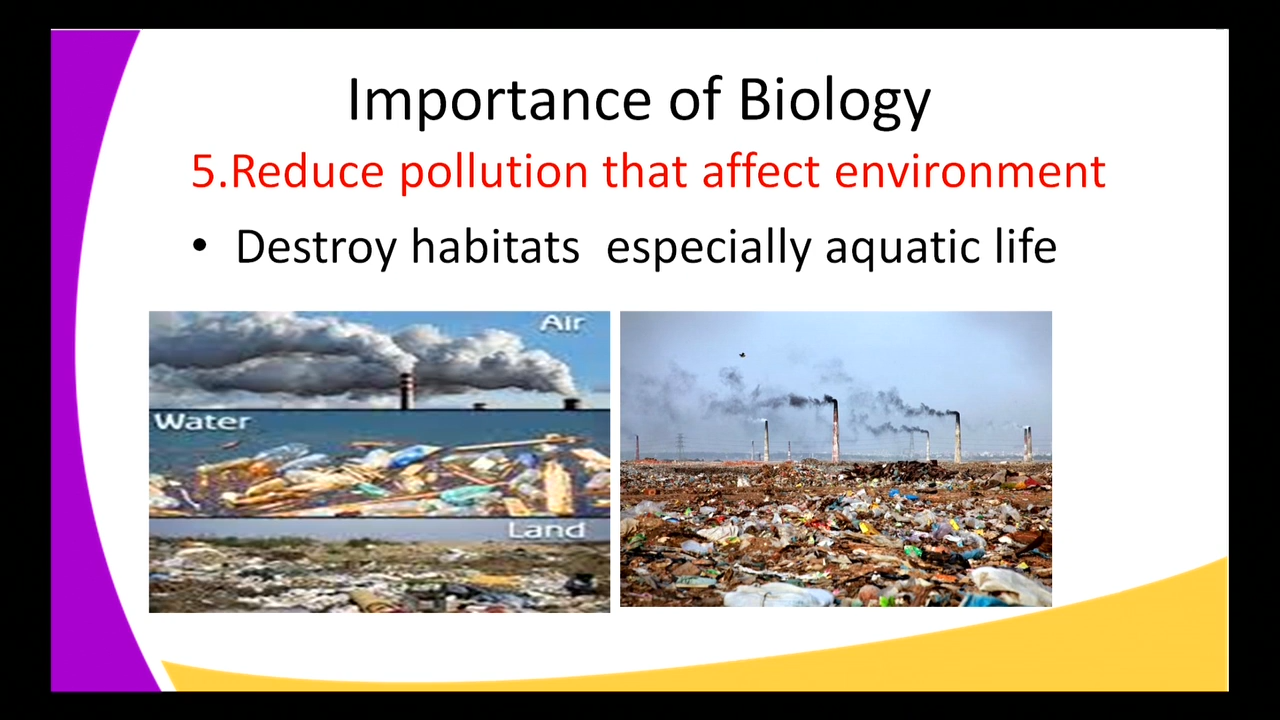 Importance of Biology
5.Reduce pollution that affect environment
• Destroy habitats  especially aquatic life
Air
Water
Land